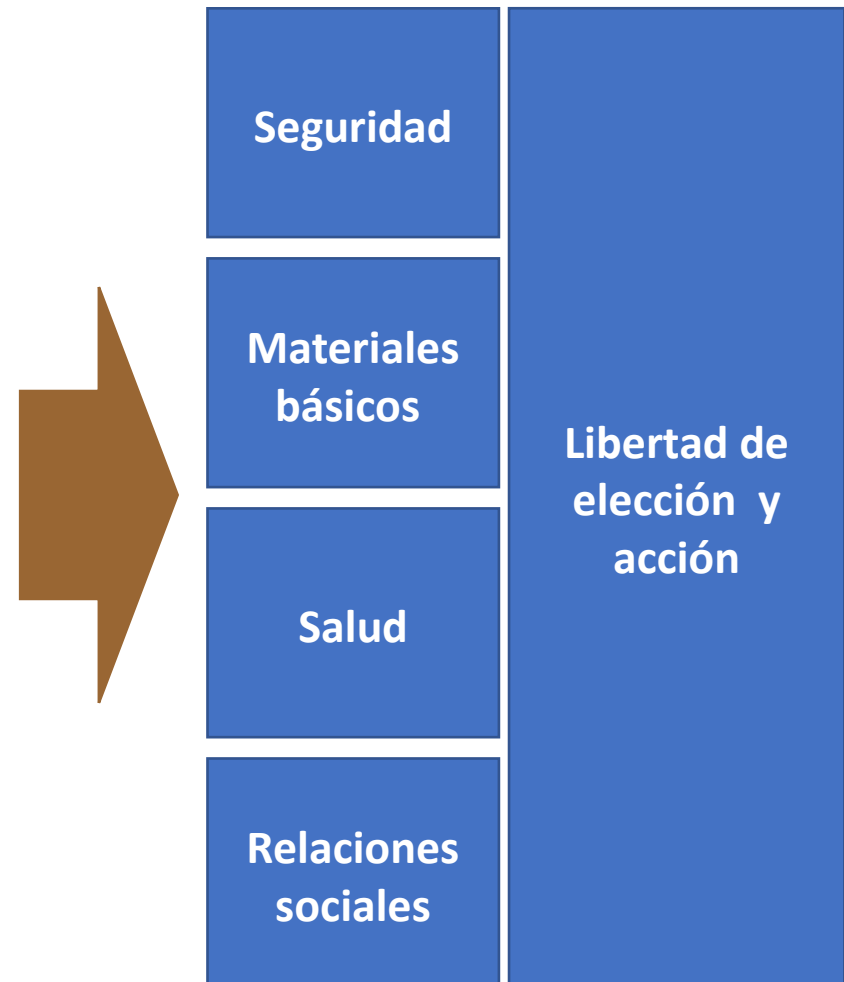 Seguridad
Materiales
básicos
Salud
Relaciones
sociales
Libertad de
elección  y
acción